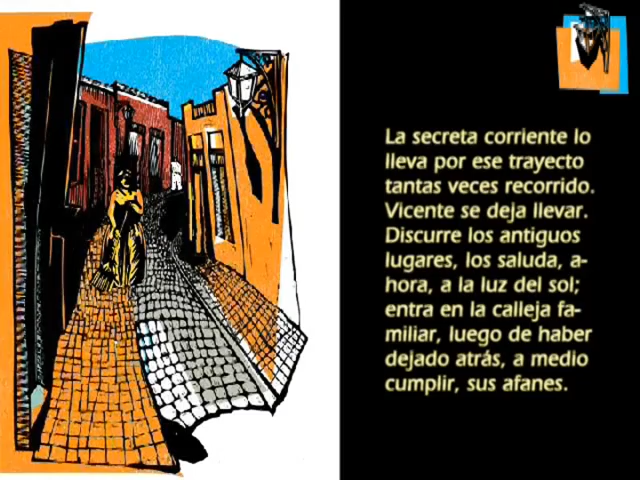 La secreta corriente lo
lleva por ese trayecto
tantas veces recorrido.
Vicente se deja llevar.
Discurre los antiguos
lugares, los saluda, a-
hora, a la luz del sol;
entra en la calleja fa-
miliar, luego de haber
dejado atrás, a medio
cumplir, sus afanes.